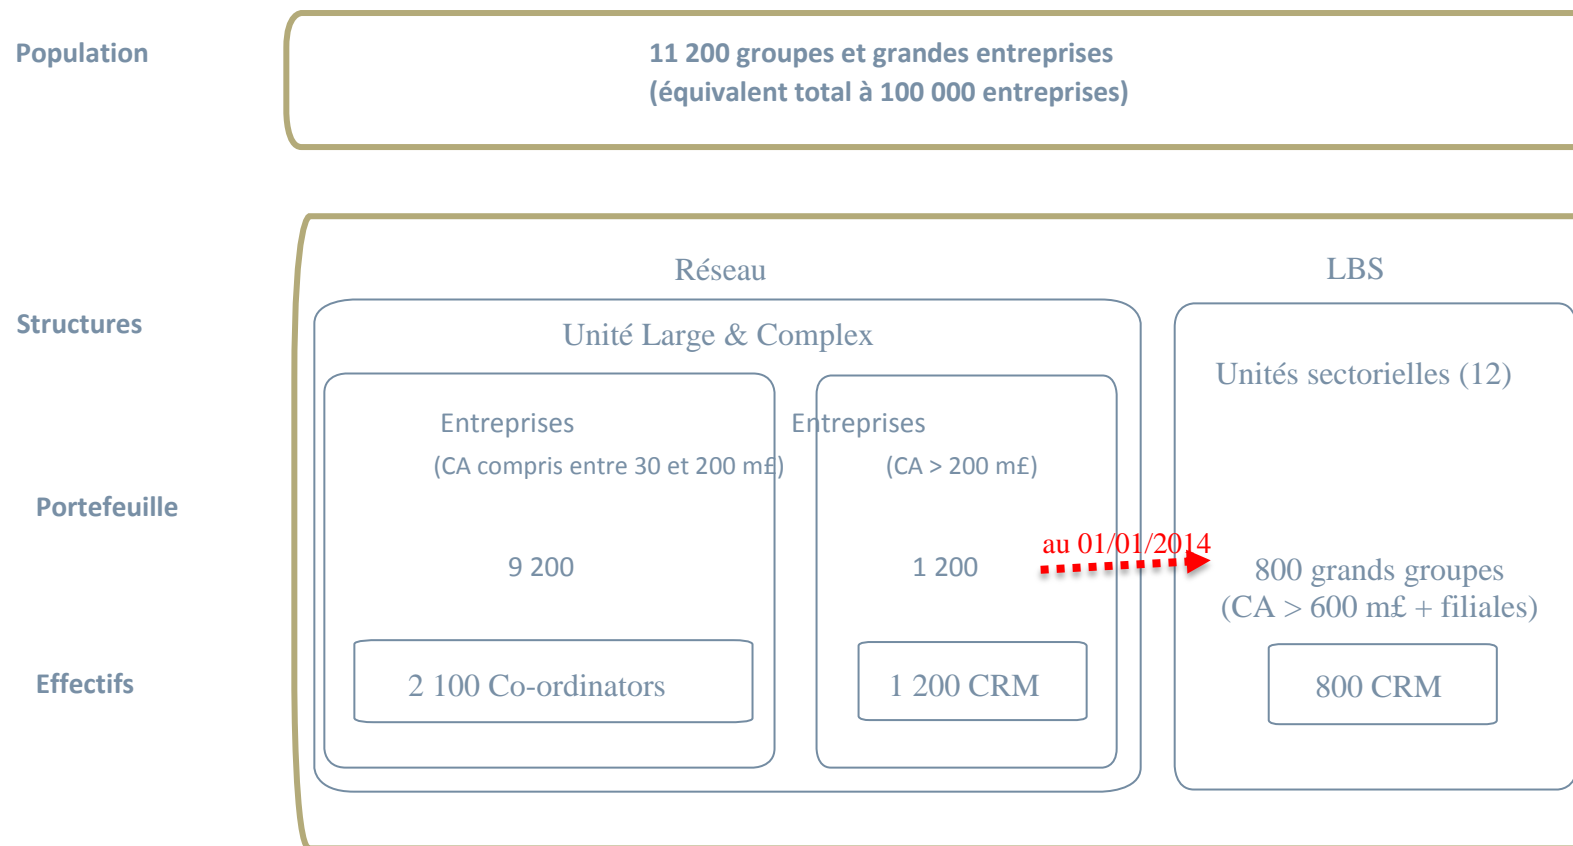 Population
11 200 groupes et grandes entreprises
(équivalent total à 100 000 entreprises)
Réseau
LBS
Structures
Unité Large & Complex
Unités sectorielles (12)
Entreprises
(CA compris entre 30 et 200 m£)
Entreprises
(CA > 200 m£)
Portefeuille
9 200
1 200
au 01/01/2014
800 grands groupes
(CA > 600 m£ + filiales)
Effectifs
2 100 Co-ordinators
1 200 CRM
800 CRM